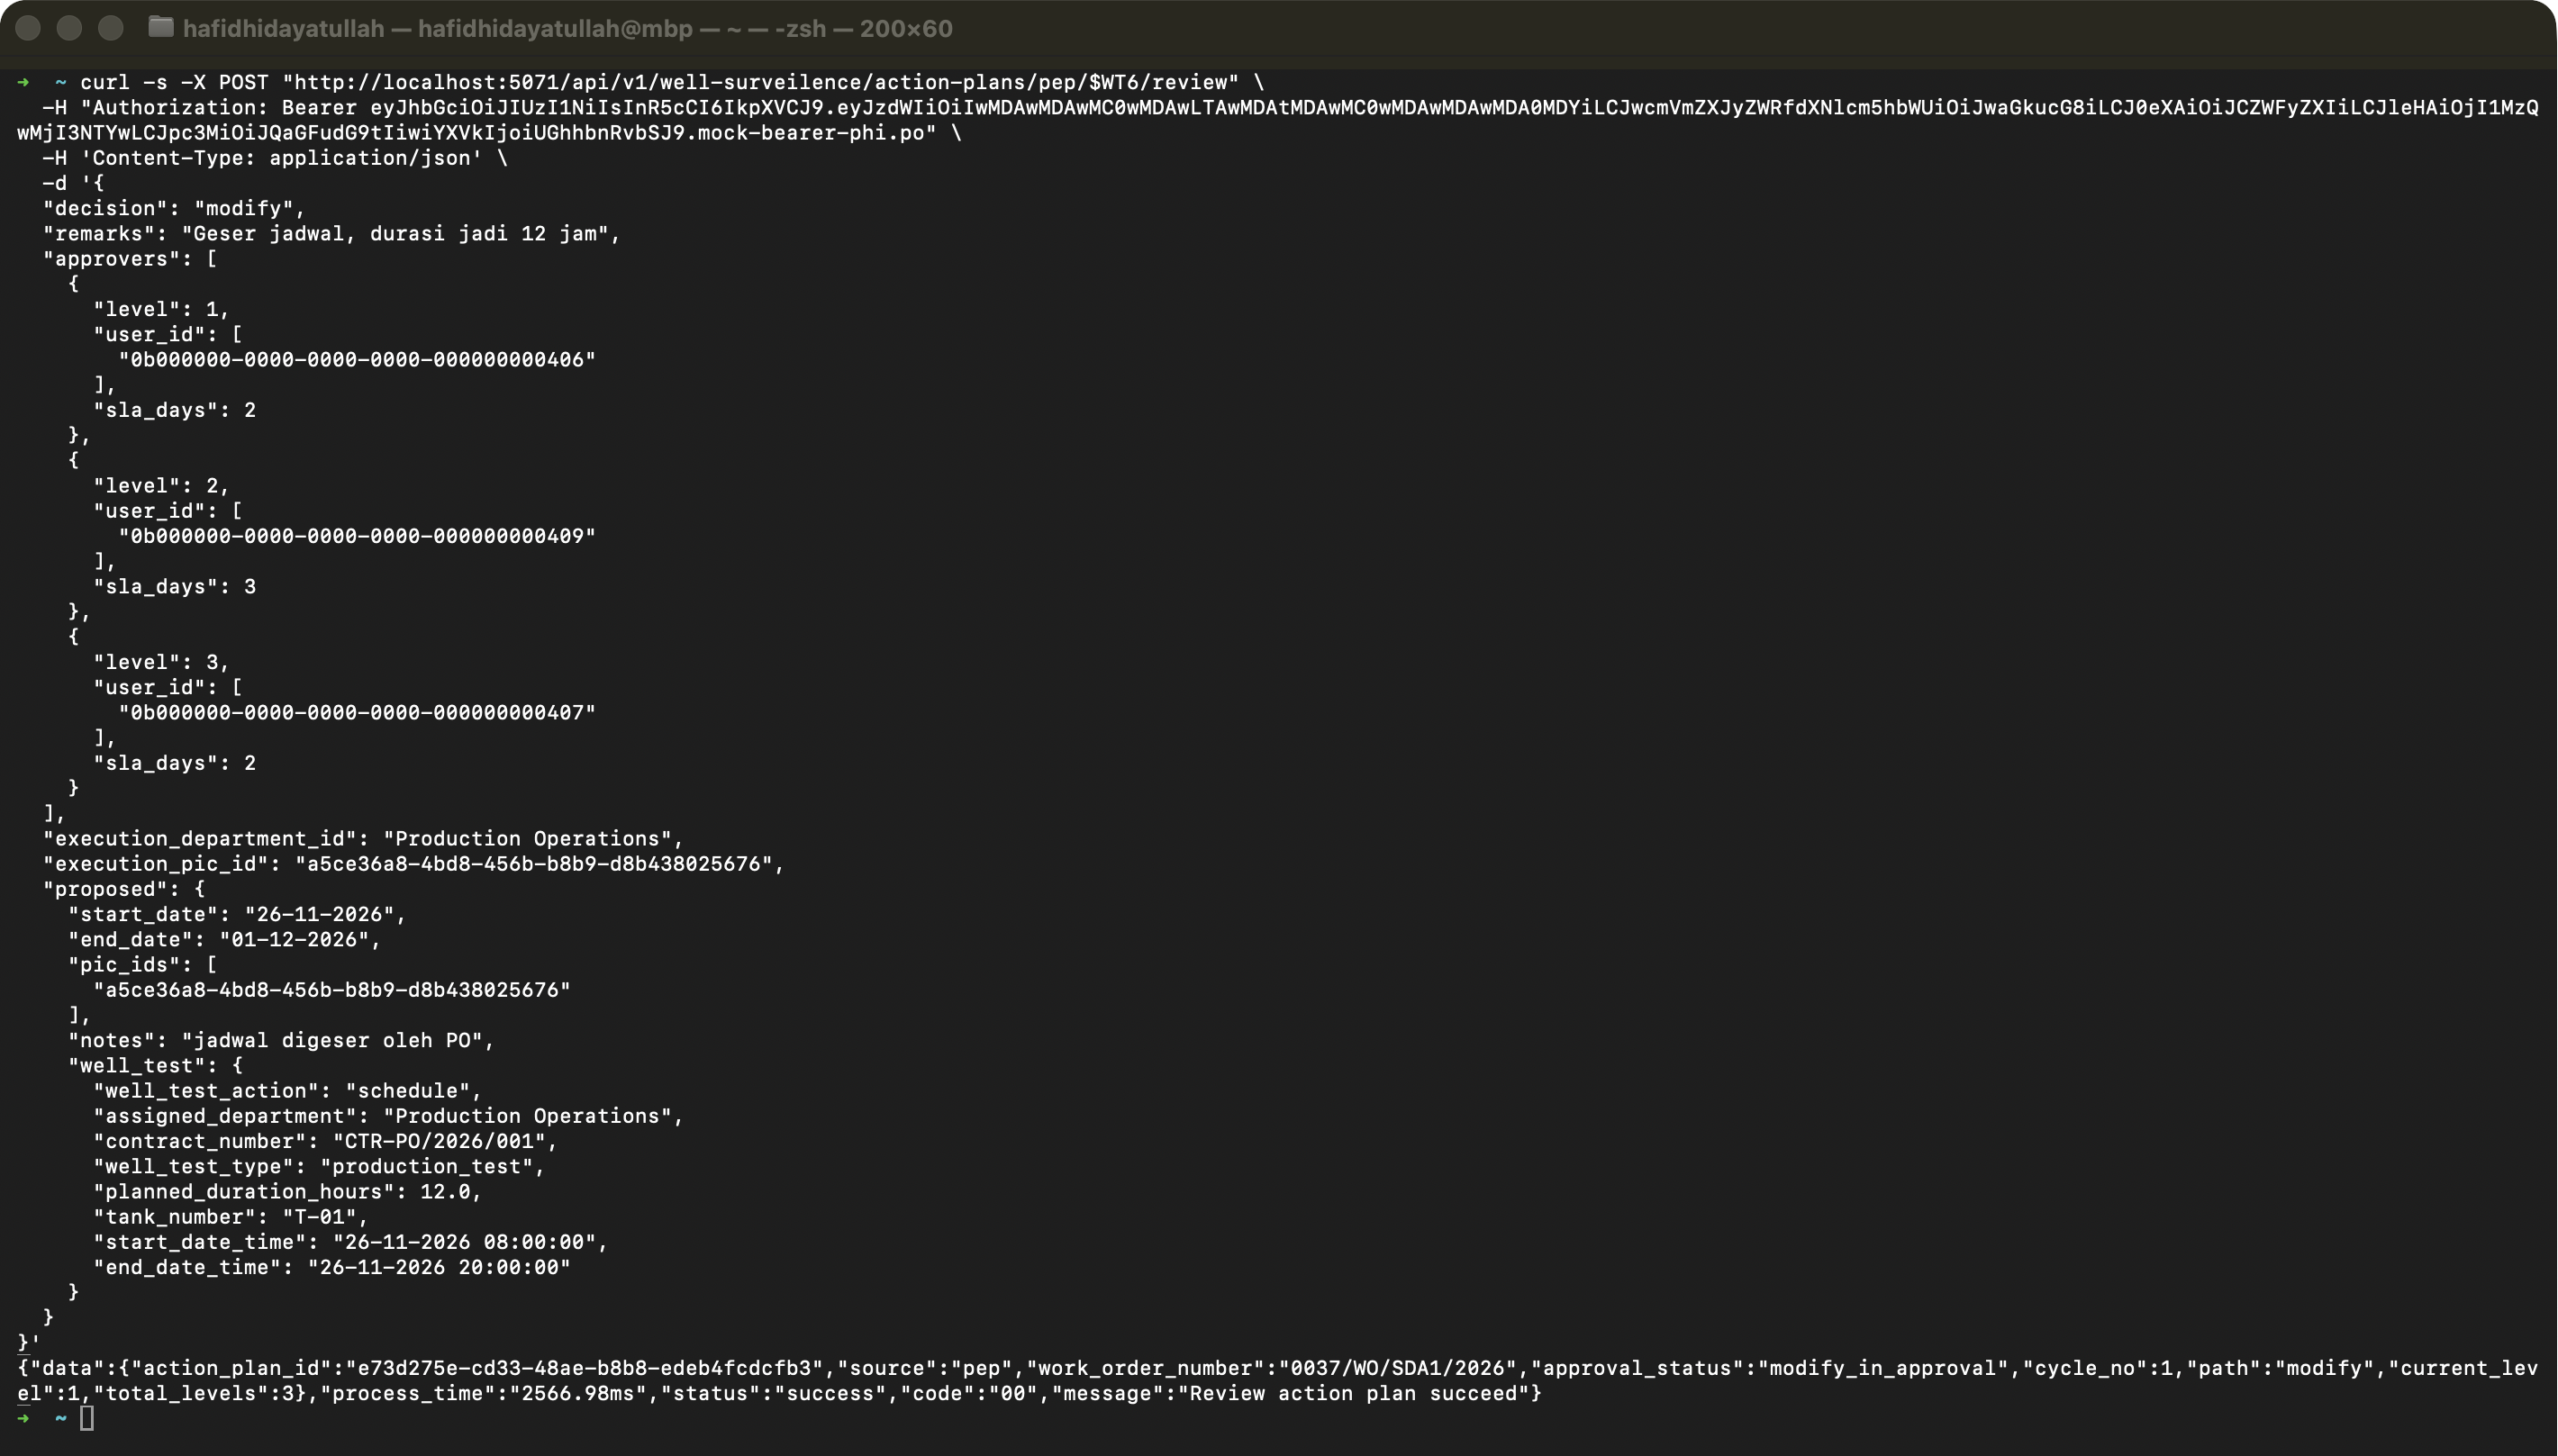 hafidhidayatullah — hafidhidayatullah@mbp — ~ — -zsh — 200×60
➜  ~ curl -s -X POST "http://localhost:5071/api/v1/well-surveilence/action-plans/pep/$WT6/review" \
  -H "Authorization: Bearer eyJhbGciOiJIUzI1NiIsInR5cCI6IkpXVCJ9.eyJzdWIiOiIwMDAwMDAwMC0wMDAwLTAwMDAtMDAwMC0wMDAwMDAwMDA0MDYiLCJwcmVmZXJyZWRfdXNlcm5hbWUiOiJwaGkucG8iLCJ0eXAiOiJCZWFyZXIiLCJleHAiOjI1MzQ
wMjI3NTYwLCJpc3MiOiJQaGFudG9tIiwiYXVkIjoiUGhhbnRvbSJ9.mock-bearer-phi.po" \
  -H 'Content-Type: application/json' \
  -d '{
  "decision": "modify",
  "remarks": "Geser jadwal, durasi jadi 12 jam",
  "approvers": [
    {
      "level": 1,
      "user_id": [
        "0b000000-0000-0000-0000-000000000406"
      ],
      "sla_days": 2
    },
    {
      "level": 2,
      "user_id": [
        "0b000000-0000-0000-0000-000000000409"
      ],
      "sla_days": 3
    },
    {
      "level": 3,
      "user_id": [
        "0b000000-0000-0000-0000-000000000407"
      ],
      "sla_days": 2
    }
  ],
  "execution_department_id": "Production Operations",
  "execution_pic_id": "a5ce36a8-4bd8-456b-b8b9-d8b438025676",
  "proposed": {
    "start_date": "26-11-2026",
    "end_date": "01-12-2026",
    "pic_ids": [
      "a5ce36a8-4bd8-456b-b8b9-d8b438025676"
    ],
    "notes": "jadwal digeser oleh PO",
    "well_test": {
      "well_test_action": "schedule",
      "assigned_department": "Production Operations",
      "contract_number": "CTR-PO/2026/001",
      "well_test_type": "production_test",
      "planned_duration_hours": 12.0,
      "tank_number": "T-01",
      "start_date_time": "26-11-2026 08:00:00",
      "end_date_time": "26-11-2026 20:00:00"
    }
  }
}'
{"data":{"action_plan_id":"e73d275e-cd33-48ae-b8b8-edeb4fcdcfb3","source":"pep","work_order_number":"0037/WO/SDA1/2026","approval_status":"modify_in_approval","cycle_no":1,"path":"modify","current_lev
el":1,"total_levels":3},"process_time":"2566.98ms","status":"success","code":"00","message":"Review action plan succeed"}
➜  ~